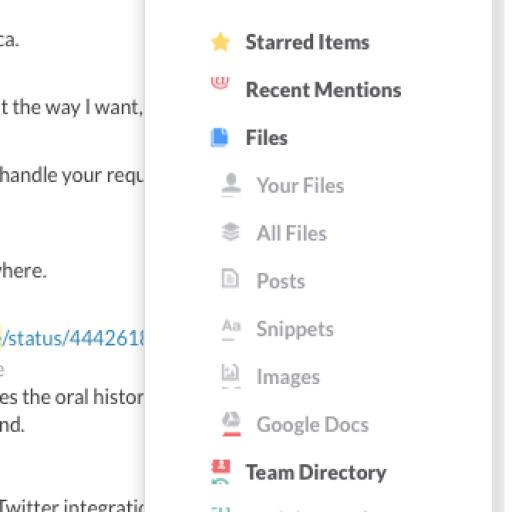 ca.
t the way I want,
handle your requ
where.
/status/4442618
e
es the oral histor
nd.
Twitter integratio
Starred Items
@
Recent Mentions
Files
Your Files
All Files
Posts
Aa
Snippets
Images
Google Docs
Team Directory